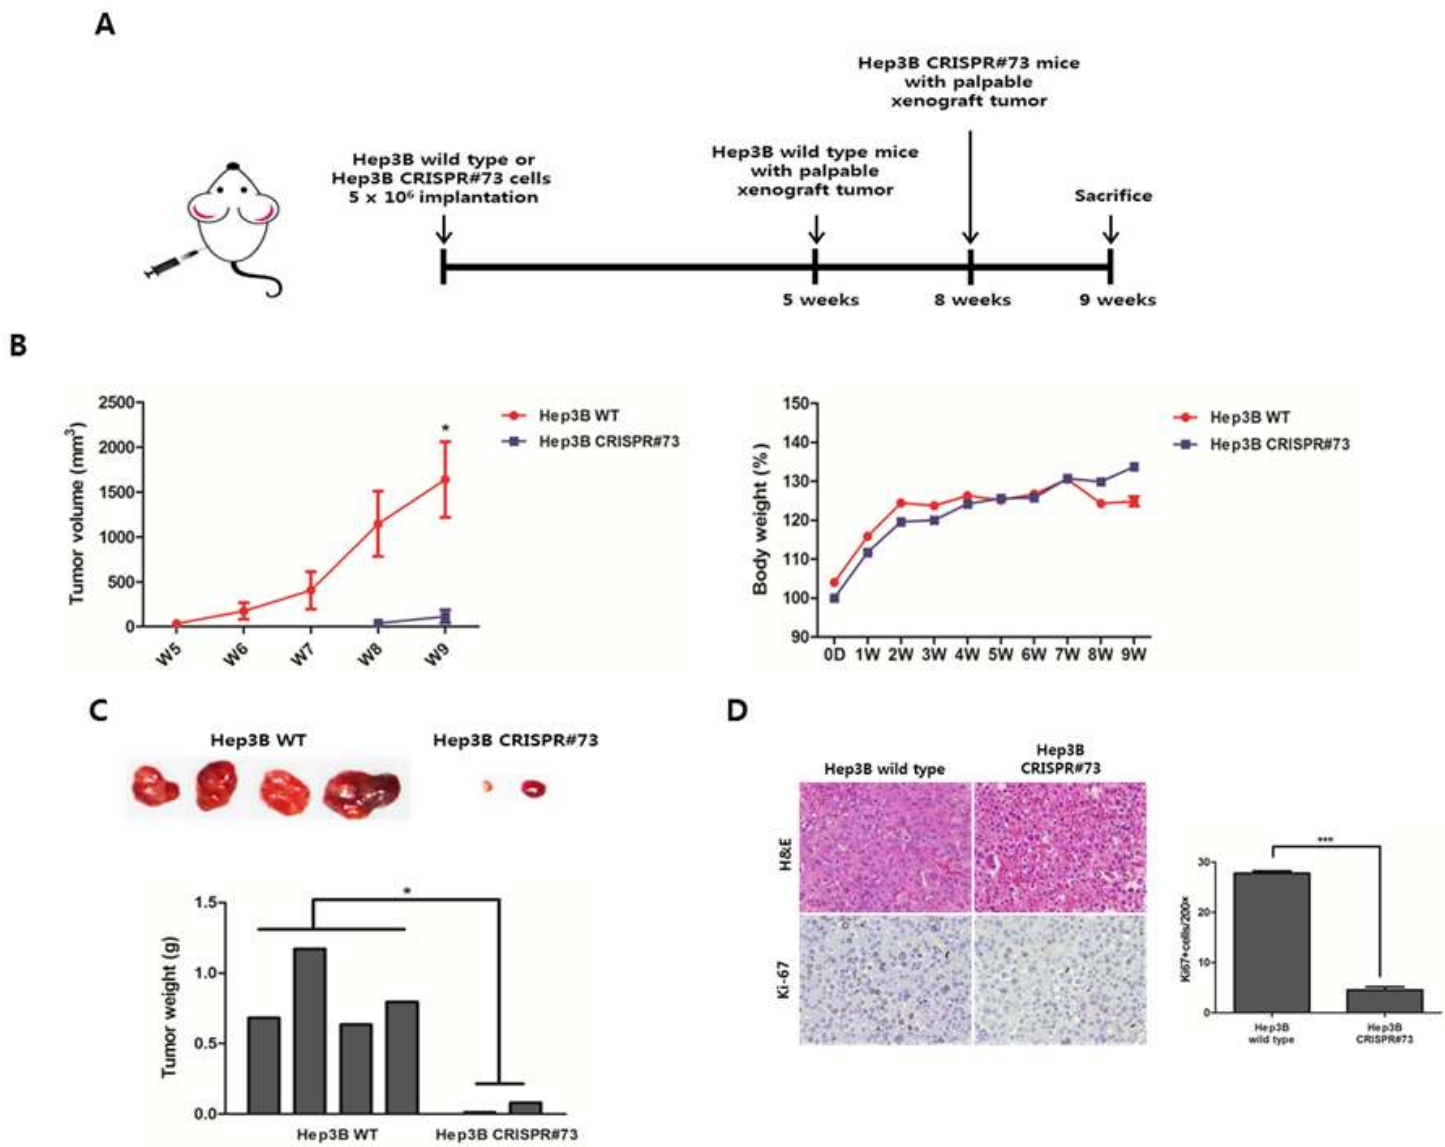 A
Hep3B wild type or
Hep3B CRISPR#73 cells
5 x 10⁶ implantation
Hep3B wild type mice
with palpable
xenograft tumor
Hep3B CRISPR#73 mice
with palpable
xenograft tumor
Sacrifice
5 weeks
8 weeks
9 weeks
B
Tumor volume (mm³)
2500
2000
1500
1000
500
0
W5
W6
W7
W8
W9
*
Hep3B WT
Hep3B CRISPR#73
Body weight (%)
150
140
130
120
110
100
90
0D 1W 2W 3W 4W 5W 6W 7W 8W 9W
Hep3B WT
Hep3B CRISPR#73
C
Hep3B WT
Hep3B CRISPR#73
Tumor weight (g)
1.5
1.0
0.5
0.0
*
Hep3B WT
Hep3B CRISPR#73
D
Hep3B wild type
Hep3B
CRISPR#73
H&E
Ki-67
Ki67+cells/200×
30
20
10
0
***
Hep3B
wild type
Hep3B
CRISPR#73